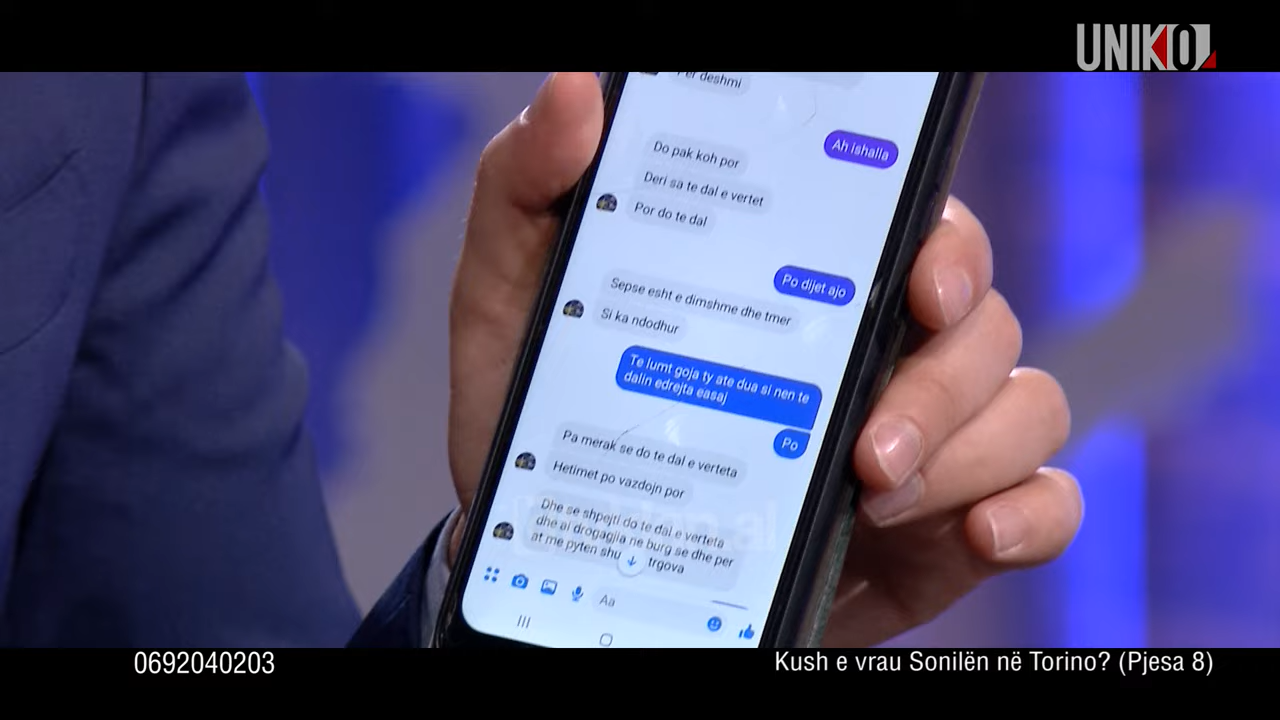 UNIKO
Per deshmi
Ah ishalla
Do pak koh por
Deri sa te dal e vertet
Por do te dal
Po dijet ajo
Sepse esht e dimshme dhe tmer
Si ka ndodhur
Te lumt goja ty ate dua si nen te
dalin edrejta easaj
Po
Pa merak se do te dal e verteta
Hetimet po vazdojn por
Dhe se shpejti do te dal e verteta
dhe ai drogagjia ne burg se dhe per
at me pyten shu trgova
Aa
0692040203
Kush e vrau Sonilën në Torino? (Pjesa 8)